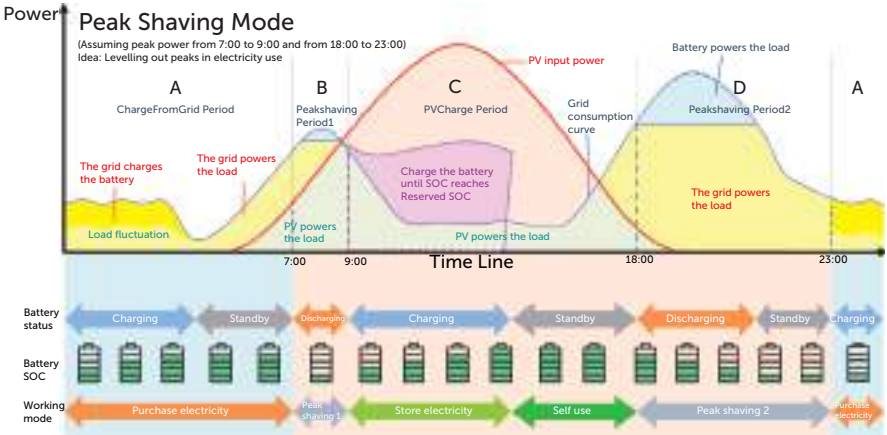 Power
Peak Shaving Mode
(Assuming peak power from 7:00 to 9:00 and from 18:00 to 23:00)
Idea: Levelling out peaks in electricity use
A
ChargeFromGrid Period
B
Peakshaving
Period1
C
PVCharge Period
PV input power
Grid
consumption
curve
Battery powers the load
D
Peakshaving Period2
A
The grid charges
the battery
The grid powers
the load
Load fluctuation
PV powers
the load
Charge the battery
until SOC reaches
Reserved SOC
PV powers the load
The grid powers
the load
7:00
9:00
Time Line
18:00
23:00
Battery
status
Charging
Standby
Discharging
Charging
Standby
Discharging
Standby
Charging
Battery
SOC
Working
mode
Purchase electricity
Peak
shaving 1
Store electricity
Self use
Peak shaving 2
Purchase
electricity